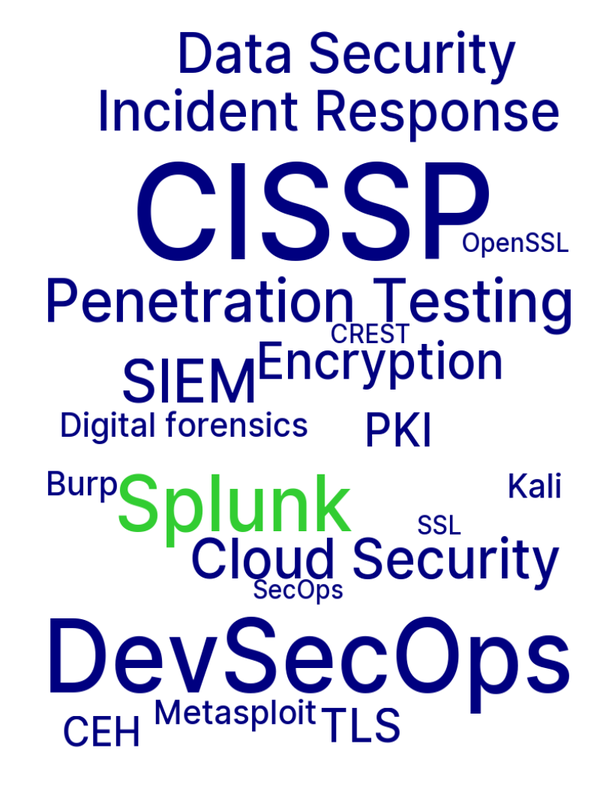 Data Security
Incident Response
CISSP
OpenSSL
Penetration Testing
CREST
Encryption
SIEM
Digital forensics
PKI
Burp
Splunk
Kali
SSL
Cloud Security
SecOps
DevSecOps
Metasploit
TLS
CEH